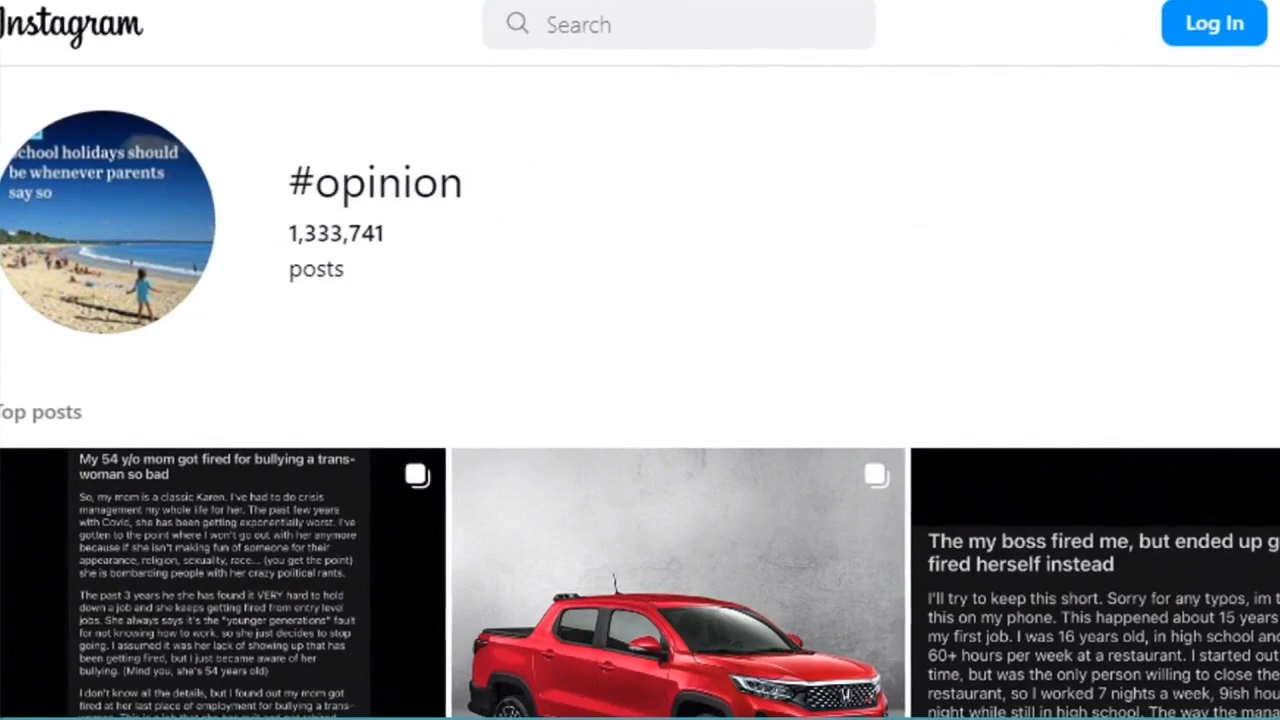 Instagram
Search
Log In
chool holidays should
be whenever parents
say so
#opinion
1,333,741
posts
Top posts
My 54 y/o mom got fired for bullying a trans-
woman so bad
So, my mom is a classic Karen. I've had to do crisis
management my whole life for her. The past few years
with Covid, she has been getting exponentially worst. I've
gotten to the point where I won't go out with her anymore
because if she isn't making fun of someone for their
appearance, religion, sexuality, race... (you get the point)
she is bombarding people with her crazy political rants.
The past 3 years he she has found it VERY hard to hold
down a job and she keeps getting fired from entry level
jobs. She always says it's the "younger generations" fault
for not knowing how to work, so she just decides to stop
going. I assumed it was her lack of showing up that has
been getting fired, but I just became aware of her
bullying. (Mind you, she's 54 years old)
I don't know all the details, but I found out my mom got
fired at her last place of employment for bullying a trans-
The my boss fired me, but ended up g
fired herself instead
I'll try to keep this short. Sorry for any typos, im t
this on my phone. This happened about 15 years
my first job. I was 16 years old, in high school and
60+ hours per week at a restaurant. I started out
time, but was the only person willing to close the
restaurant, so I worked 7 nights a week, 9ish hou
night while still in high school. The way the mana